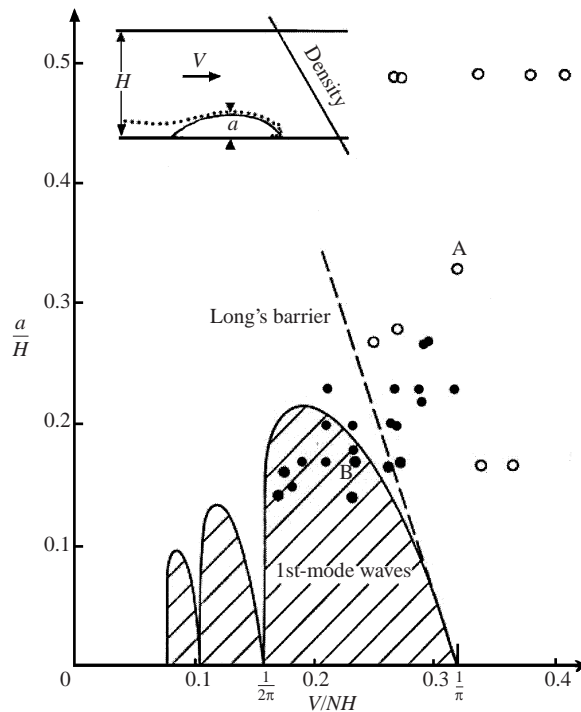 0.5
V
H
Density
a
0.4
A
0.3
Long's barrier
a
H
0.2
B
0.1
1st-mode waves
0
0.1
1
2π
0.2
0.3
1
π
0.4
V/NH